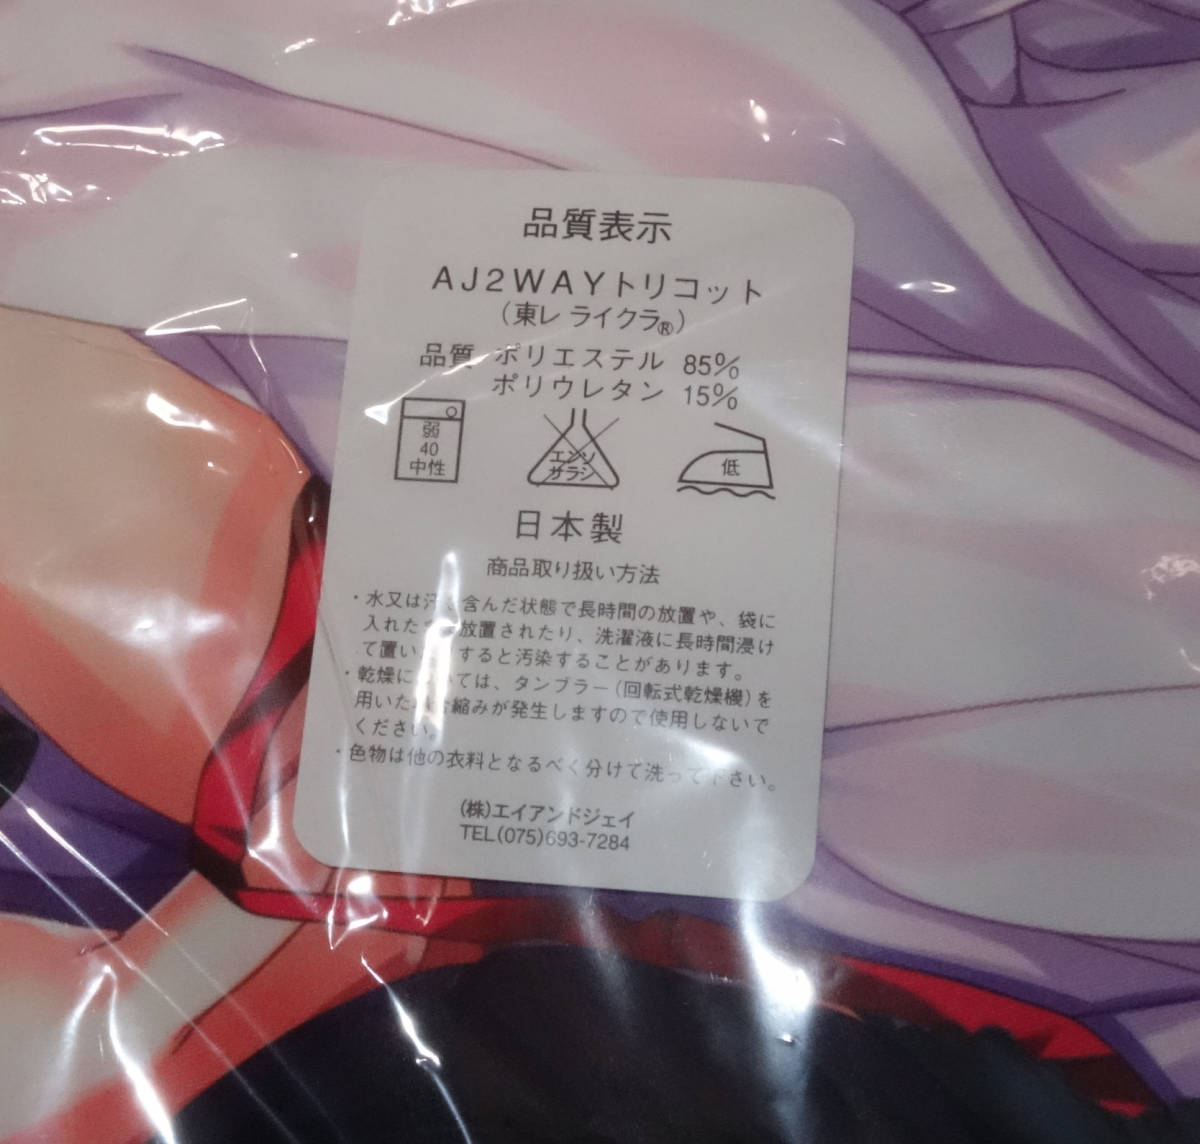 品質表示
AJ2WAYトリコット
(東レ ライクラ®)
品質 ポリエステル 85%
ポリウレタン 15%
弱
40
中性
エンソ
サラシ
低
日本製
商品取り扱い方法
・水又は汗 含んだ状態で長時間の放置や、袋に
入れた 放置されたり、洗濯液に長時間浸け
て置い すると汚染することがあります。
・乾燥に いては、タンブラー(回転式乾燥機)を
用いた 合縮みが発生しますので使用しないで
ください。
・色物は他の衣料となるべく分けて洗って下さい。
(株)エイアンドジェイ
TEL(075)693-7284